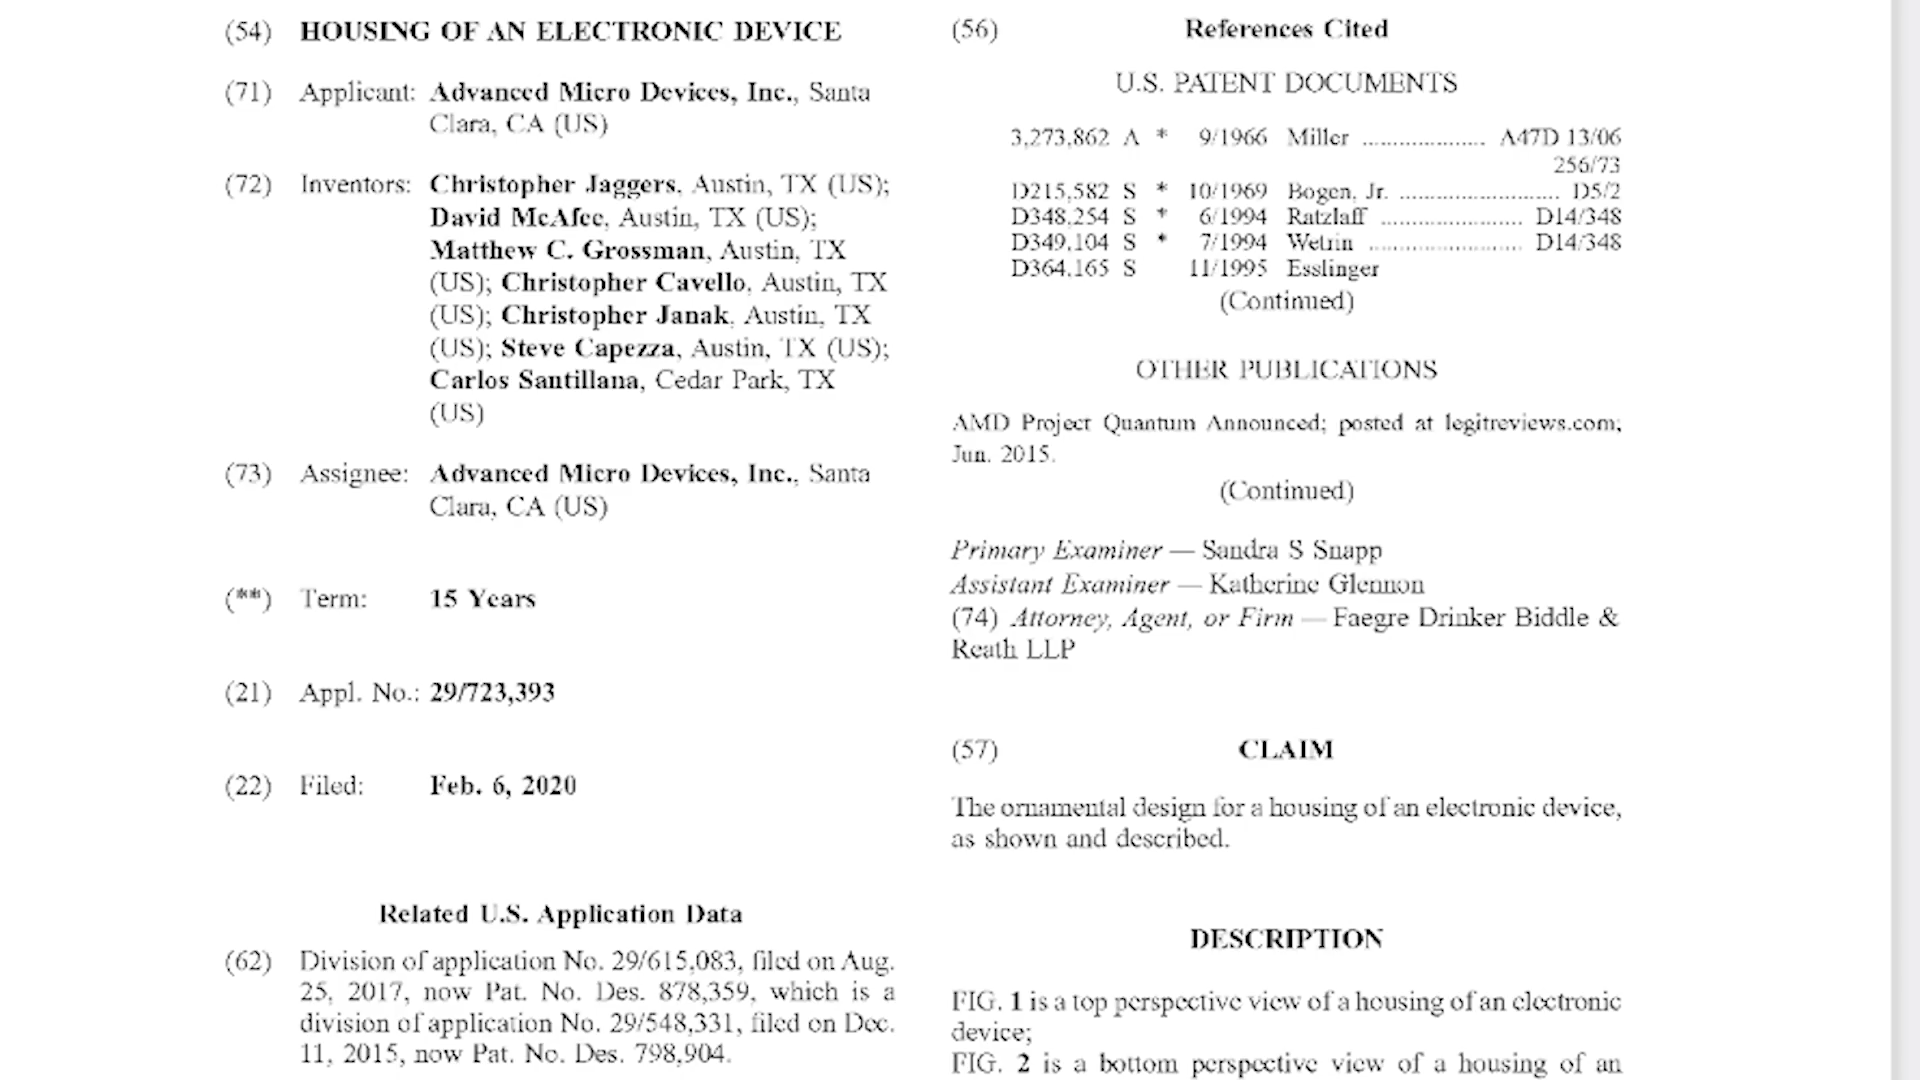 (54) HOUSING OF AN ELECTRONIC DEVICE
(71) Applicant: Advanced Micro Devices, Inc., Santa
Clara, CA (US)
(72) Inventors: Christopher Jaggers, Austin, TX (US);
David McAfee, Austin, TX (US);
Matthew C. Grossman, Austin, TX
(US); Christopher Cavello, Austin, TX
(US); Christopher Janak, Austin, TX
(US); Steve Capezza, Austin, TX (US);
Carlos Santillana, Cedar Park, TX
(US)
(73) Assignee: Advanced Micro Devices, Inc., Santa
Clara, CA (US)
(**) Term: 15 Years
(21) Appl. No.: 29/723,393
(22) Filed: Feb. 6, 2020
Related U.S. Application Data
(62) Division of application No. 29/615,083, filed on Aug.
25, 2017, now Pat. No. Des. 878,359, which is a
division of application No. 29/548,331, filed on Dec.
11, 2015, now Pat. No. Des. 798,904.
(56) References Cited
U.S. PATENT DOCUMENTS
3,273,862 A * 9/1966 Miller ..................... A47D 13/06
256/73
D215,582 S * 10/1969 Bogen, Jr. ........................... D5/2
D348,254 S * 6/1994 Ratzlaff ........................ D14/348
D349,104 S * 7/1994 Wetrin .......................... D14/348
D364,165 S 11/1995 Esslinger
(Continued)
OTHER PUBLICATIONS
AMD Project Quantum Announced; posted at legitreviews.com;
Jun. 2015.
(Continued)
Primary Examiner — Sandra S Snapp
Assistant Examiner — Katherine Glennon
(74) Attorney, Agent, or Firm — Faegre Drinker Biddle &
Reath LLP
(57) CLAIM
The ornamental design for a housing of an electronic device,
as shown and described.
DESCRIPTION
FIG. 1 is a top perspective view of a housing of an electronic
device;
FIG. 2 is a bottom perspective view of a housing of an